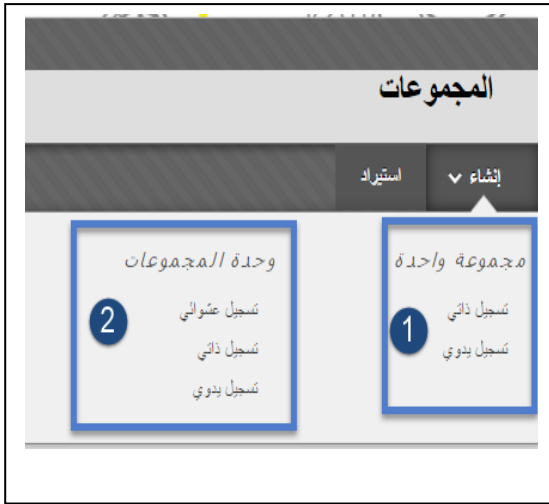 المجموعات
إنشاء
استيراد
مجموعة واحدة
تسجيل ذاتي
تسجيل يدوي
1
وحدة المجموعات
تسجيل عشوائي
تسجيل ذاتي
تسجيل يدوي
2